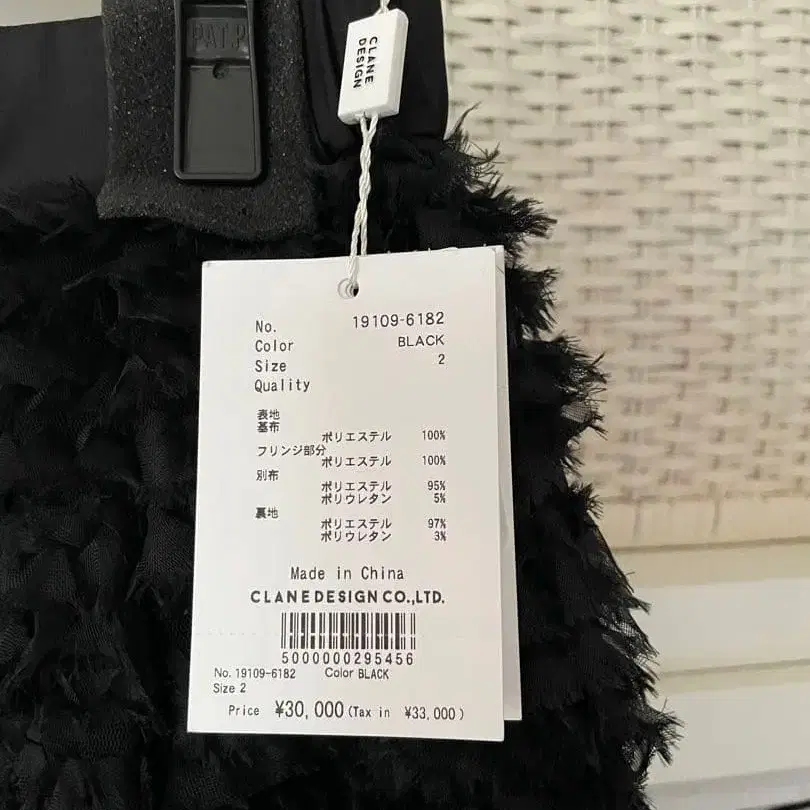 PAT.P
CLANE
DESIGN
No. 19109-6182
Color BLACK
Size 2
Quality
表地
基布
ポリエステル 100%
フリンジ部分
ポリエステル 100%
別布
ポリエステル 95%
ポリウレタン 5%
裏地
ポリエステル 97%
ポリウレタン 3%
Made in China
CLANE DESIGN CO.,LTD.
5000000295456
No. 19109-6182 Color BLACK
Size 2
Price ¥30,000 (Tax in ¥33,000)